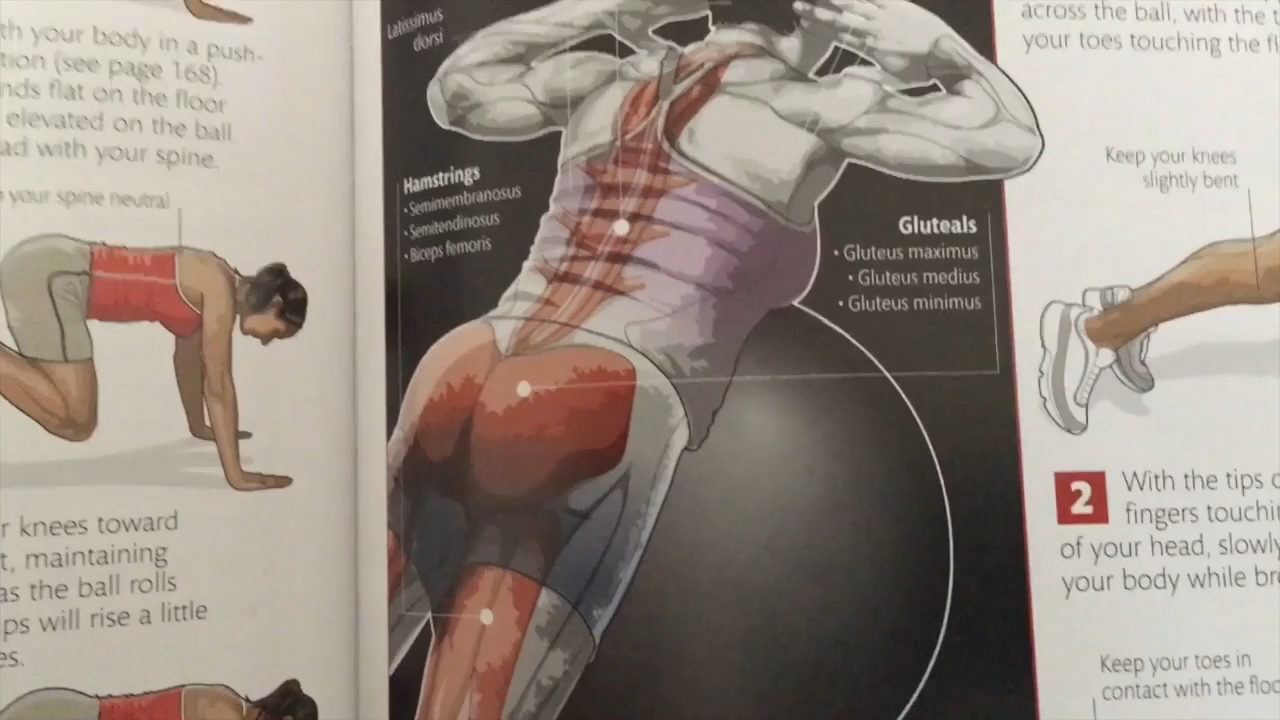 th your body in a push-
tion (see page 168).
nds flat on the floor
elevated on the ball.
ad with your spine.
your spine neutral
r knees toward
t, maintaining
as the ball rolls
ps will rise a little
es.
Latissimus
dorsi
Hamstrings
• Semimembranosus
• Semitendinosus
• Biceps femoris
Gluteals
• Gluteus maximus
• Gluteus medius
• Gluteus minimus
across the ball, with the t
your toes touching the fl
Keep your knees
slightly bent
2 With the tips o
fingers touchin
of your head, slowly
your body while br
Keep your toes in
contact with the floo